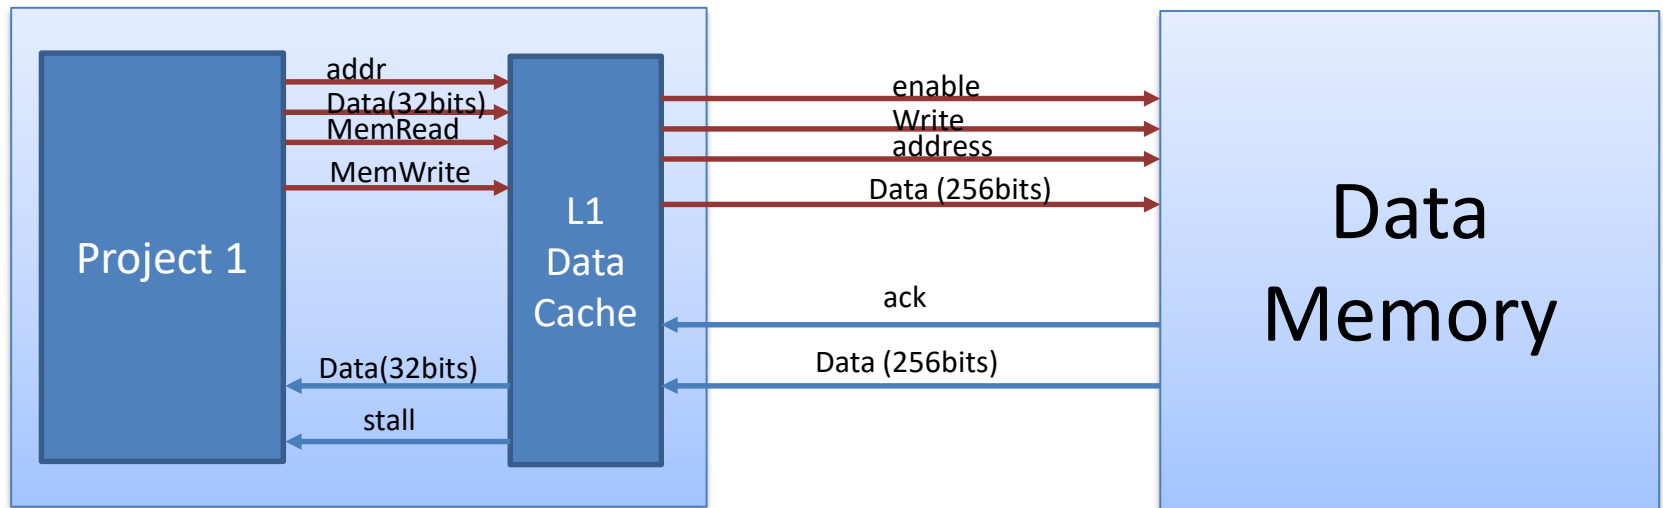 addr
Data(32bits)
MemRead
MemWrite
Project 1
L1
Data
Cache
Data(32bits)
stall
enable
Write
address
Data (256bits)
ack
Data (256bits)
Data
Memory